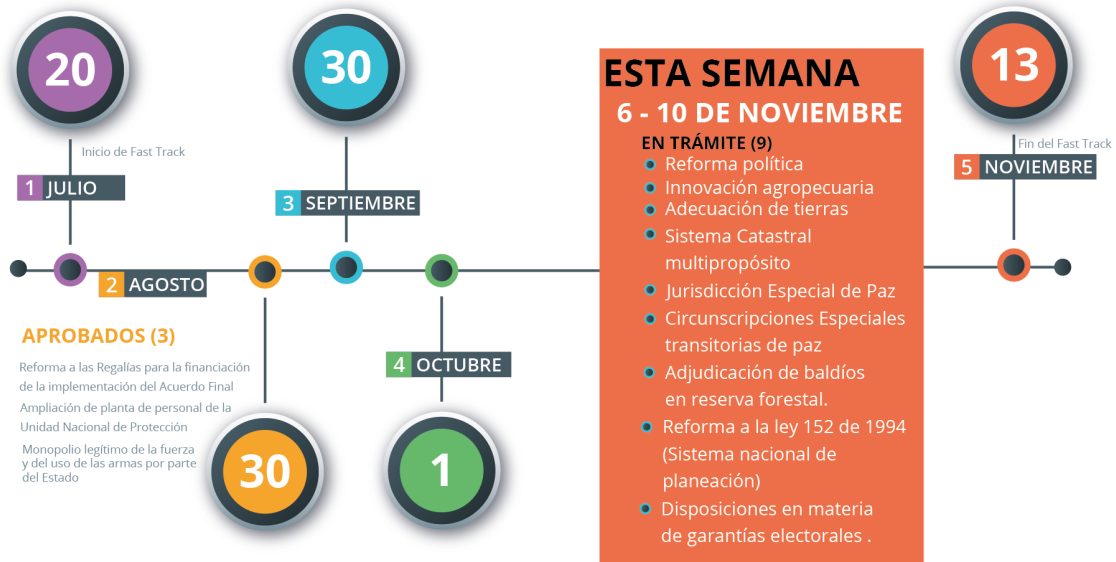 20
Inicio de Fast Track
1 JULIO
2 AGOSTO
APROBADOS (3)
Reforma a las Regalías para la financiación
de la implementación del Acuerdo Final
Ampliación de planta de personal de la
Unidad Nacional de Protección
Monopolio legítimo de la fuerza
y del uso de las armas por parte
del Estado
30
30
3 SEPTIEMBRE
4 OCTUBRE
1
ESTA SEMANA
6 - 10 DE NOVIEMBRE
EN TRÁMITE (9)
Reforma política
Innovación agropecuaria
Adecuación de tierras
Sistema Catastral
multipropósito
Jurisdicción Especial de Paz
Circunscripciones Especiales
transitorias de paz
Adjudicación de baldíos
en reserva forestal.
Reforma a la ley 152 de 1994
(Sistema nacional de
planeación)
Disposiciones en materia
de garantías electorales .
13
Fin del Fast Track
5 NOVIEMBRE